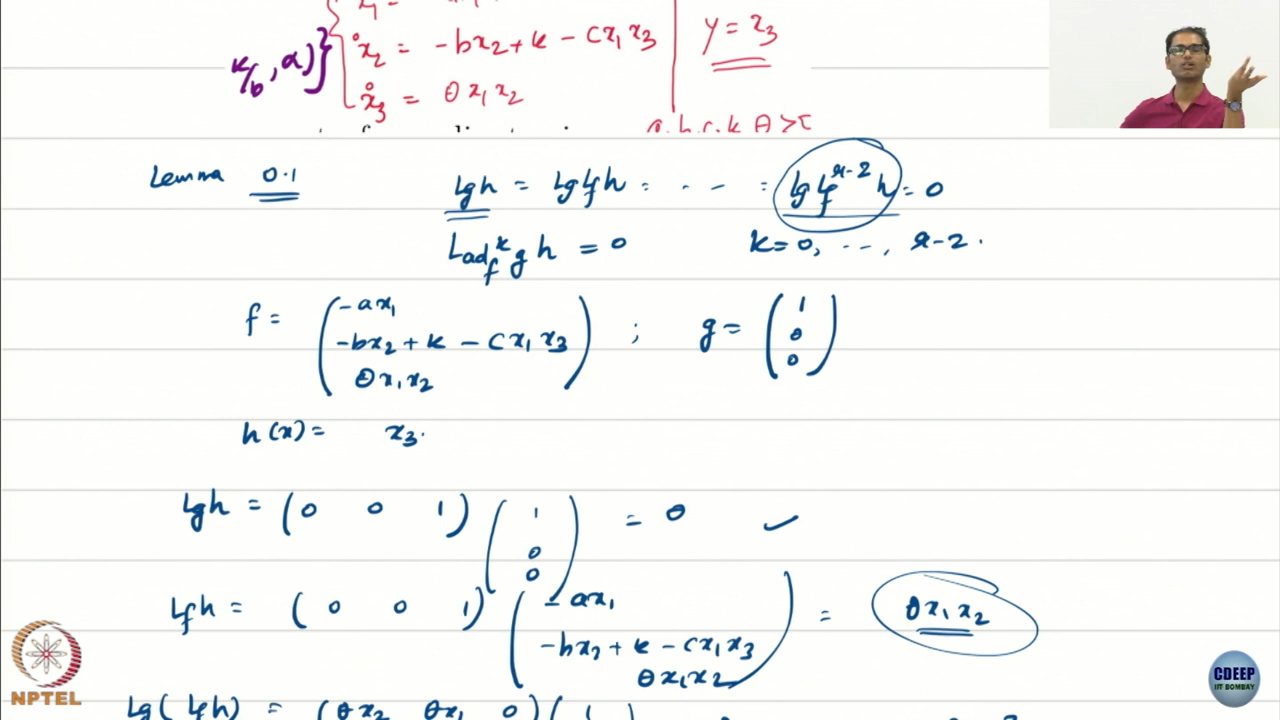 ẋ₂ = -bx₂ + k - cx₁x₃
y = x₃
k/b, a)}
ẋ₃ = θx₁x₂
Lemma 0.1
Lgh = LgLfh = ... = LgLf^{r-2}h = 0
L_{ad_f^k g} h = 0 k = 0, ..., r-2.
f = ( -ax₁
-bx₂ + k - cx₁x₃
θx₁x₂ ) ; g = ( 1
0
0 )
h(x) = x₃.
Lgh = (0 0 1) ( 1
0
0 ) = 0 ✓
Lfh = (0 0 1) ( -ax₁
-bx₂ + k - cx₁x₃
θx₁x₂ ) = θx₁x₂
Lg(Lfh) = (θx₂ θx₁ 0) ( 1
NPTEL
CDEEP
IIT BOMBAY